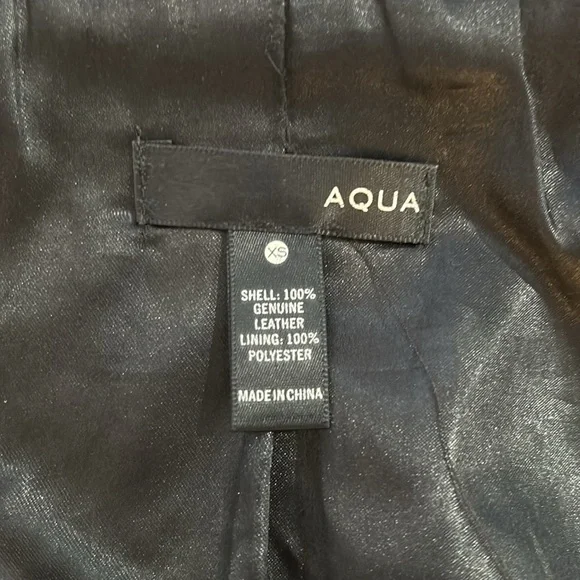 AQUA
XS
SHELL: 100%
GENUINE
LEATHER
LINING: 100%
POLYESTER
MADE IN CHINA